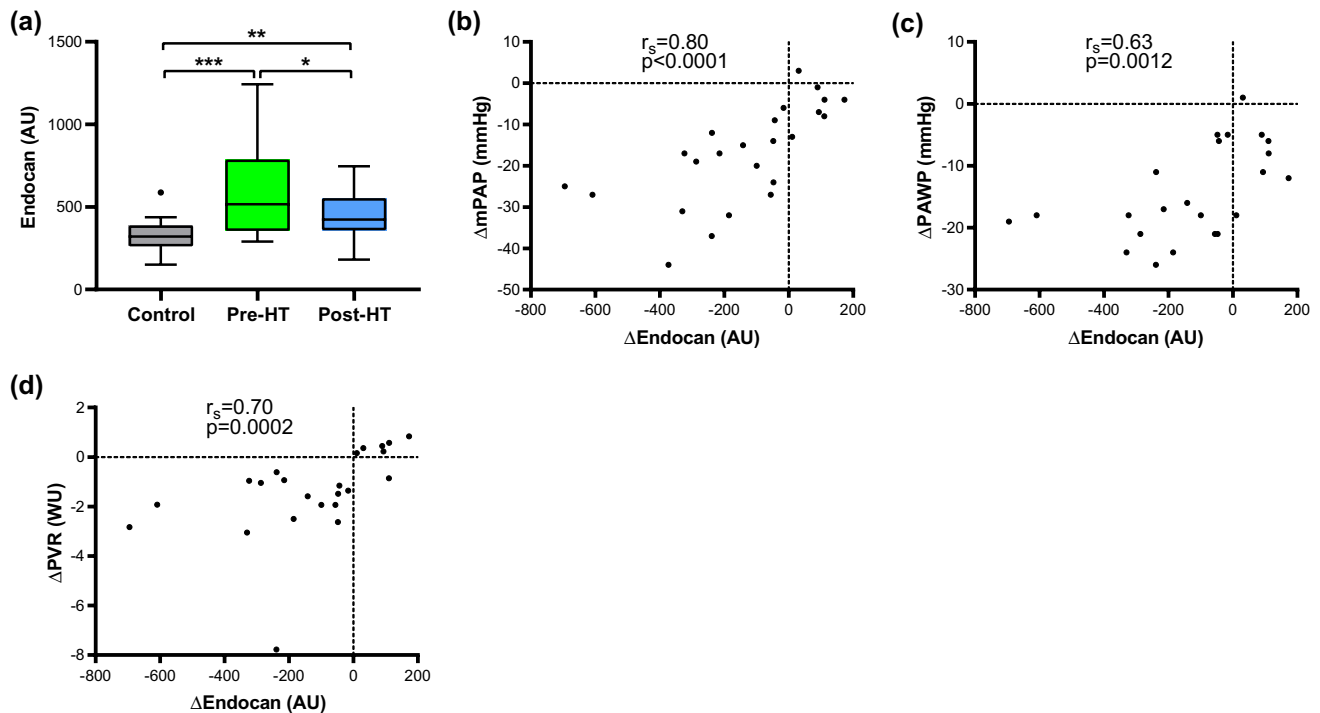 (a)
**
***
*
1500
1000
500
0
Endocan (AU)
Control Pre-HT Post-HT
(b)
rs=0.80
p<0.0001
10
0
-10
-20
-30
-40
-50
ΔmPAP (mmHg)
-800 -600 -400 -200 0 200
ΔEndocan (AU)
(c)
rs=0.63
p=0.0012
10
0
-10
-20
-30
ΔPAWP (mmHg)
-800 -600 -400 -200 0 200
ΔEndocan (AU)
(d)
rs=0.70
p=0.0002
2
0
-2
-4
-6
-8
ΔPVR (WU)
-800 -600 -400 -200 0 200
ΔEndocan (AU)